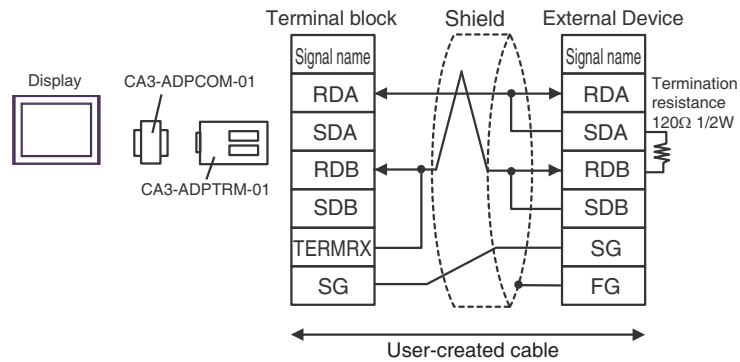 Terminal block
Shield
External Device
Display
CA3-ADPCOM-01
CA3-ADPTRM-01
Signal name
RDA
SDA
RDB
SDB
TERMRX
SG
Signal name
RDA
SDA
RDB
SDB
SG
FG
Termination
resistance
120Ω 1/2W
User-created cable